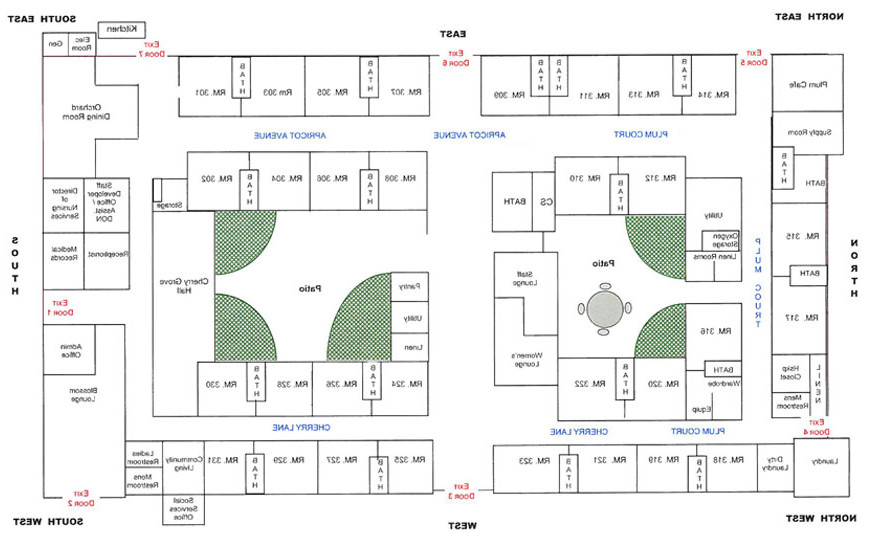 SOUTH EAST
Kitchen
NORTH EAST
EAST
Gen
Elec
Room
Exit
Door 7
Exit
Door 6
Exit
Door 5
BATH
BATH
BATH
BATH
BATH
RM. 301
Rm 303
RM. 305
RM. 307
RM. 309
RM. 311
RM. 313
RM. 314
Plum Cafe
Orchard
Dining Room
APRICOT AVENUE
APRICOT AVENUE
PLUM COURT
Supply Room
BATH
BATH
Staff
Developer
Office /
Assist.
DON
Director
of
Nursing
Services
Storage
RM. 302
BATH
RM. 304
RM. 306
BATH
RM. 308
BATH
CS
RM. 310
BATH
RM. 312
Utility
Oxygen
Storage
Linen Rooms
RM. 315
SOUTH
Medical
Records
Receptionist
Cherry Grove
Hall
Patio
Pantry
Utility
Linen
Staff
Lounge
Patio
PLUM COURT
BATH
NORTH
Exit
Door 1
RM. 317
RM. 316
Admin
Office
Women's
Lounge
BATH
Blossom
Lounge
RM. 330
BATH
RM. 328
RM. 326
BATH
RM. 324
RM. 322
BATH
RM. 320
Wardrobe
Equip
Hskp
Closet
LINEN
Mens
Restroom
CHERRY LANE
CHERRY LANE
PLUM COURT
Exit
Door 4
Ladies
Restroom
Mens
Restroom
Community
Living
RM. 331
BATH
RM. 329
RM. 327
BATH
RM. 325
RM. 323
BATH
RM. 321
RM. 319
BATH
RM. 318
Dirty
Laundry
Laundry
Exit
Door 2
Social
Services
Office
Exit
Door 3
SOUTH WEST
WEST
NORTH WEST